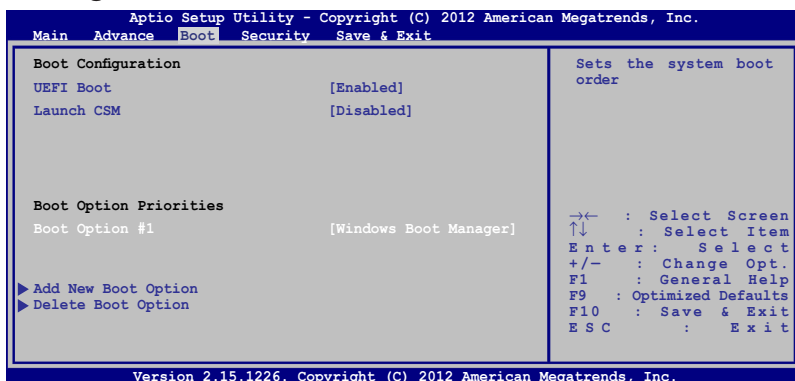 Aptio Setup Utility - Copyright (C) 2012 American Megatrends, Inc.
Main Advance Boot Security Save & Exit
Boot Configuration
UEFI Boot [Enabled]
Launch CSM [Disabled]
Boot Option Priorities
Boot Option #1 [Windows Boot Manager]
Add New Boot Option
Delete Boot Option
Sets the system boot
order
→← : Select Screen
↑↓ : Select Item
Enter: Select
+/— : Change Opt.
F1 : General Help
F9 : Optimized Defaults
F10 : Save & Exit
ESC : Exit
Version 2.15.1226. Copyright (C) 2012 American Megatrends, Inc.